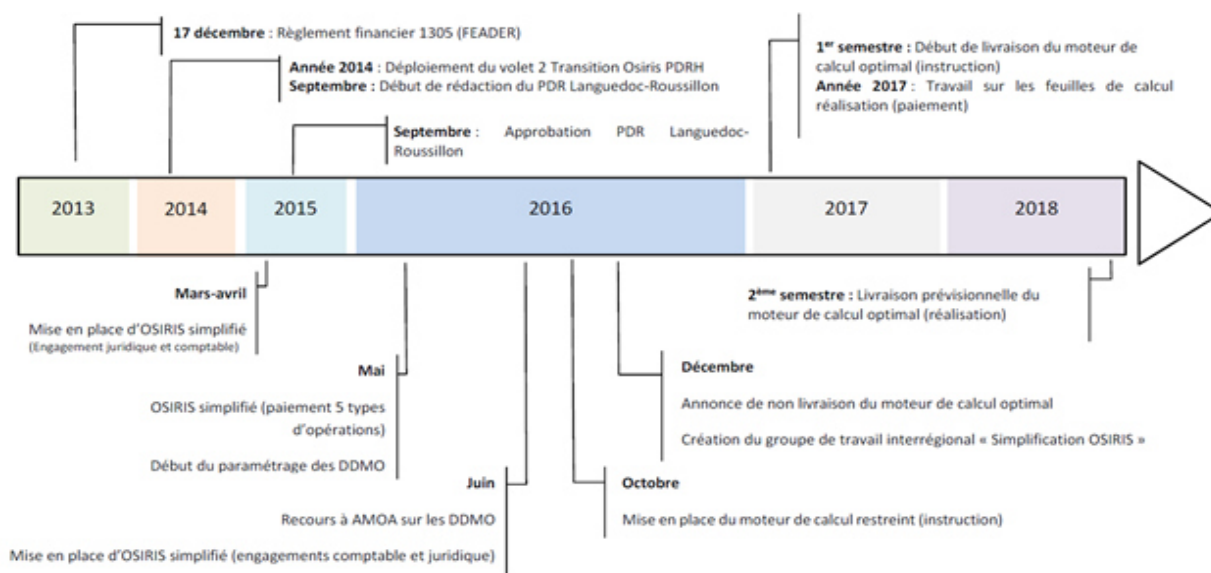 17 décembre : Règlement financier 1305 (FEADER)
Année 2014 : Déploiement du volet 2 Transition Osiris PDRH
Septembre : Début de rédaction du PDR Languedoc-Roussillon
Septembre : Approbation PDR Languedoc-
Roussillon
1er semestre : Début de livraison du moteur de
calcul optimal (instruction)
Année 2017 : Travail sur les feuilles de calcul
réalisation (paiement)
2013
2014
2015
2016
2017
2018
Mars-avril
Mise en place d'OSIRIS simplifié
(Engagement juridique et comptable)
Mai
OSIRIS simplifié (paiement 5 types
d'opérations)
Début du paramétrage des DDMO
Juin
Recours à AMOA sur les DDMO
Mise en place d'OSIRIS simplifié (engagements comptable et juridique)
Octobre
Mise en place du moteur de calcul restreint (instruction)
Décembre
Annonce de non livraison du moteur de calcul optimal
Création du groupe de travail interrégional « Simplification OSIRIS »
2ème semestre : Livraison prévisionnelle du
moteur de calcul optimal (réalisation)